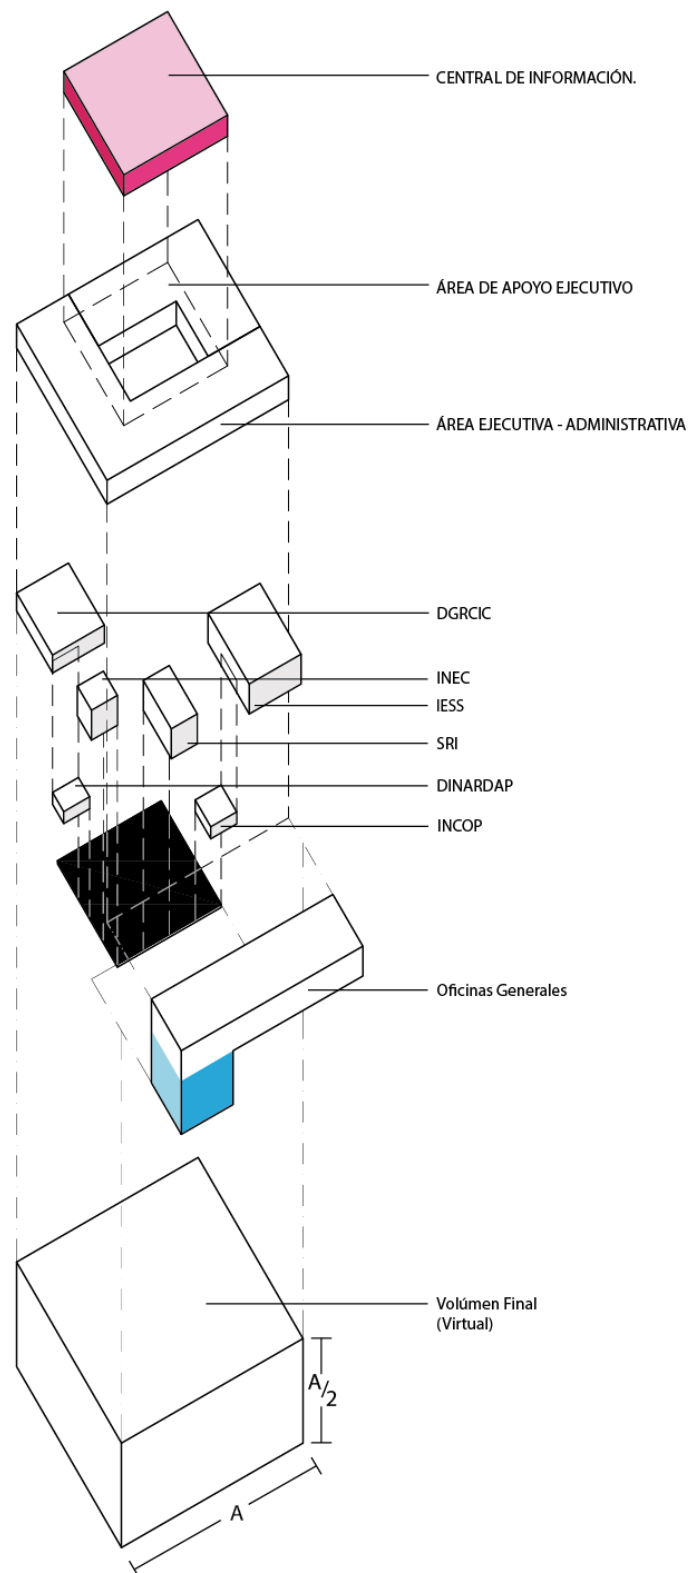 CENTRAL DE INFORMACIÓN.
ÁREA DE APOYO EJECUTIVO
ÁREA EJECUTIVA - ADMINISTRATIVA
DGRCIC
INEC
IESS
SRI
DINARDAP
INCOP
Oficinas Generales
Volúmen Final
(Virtual)
A/2
A